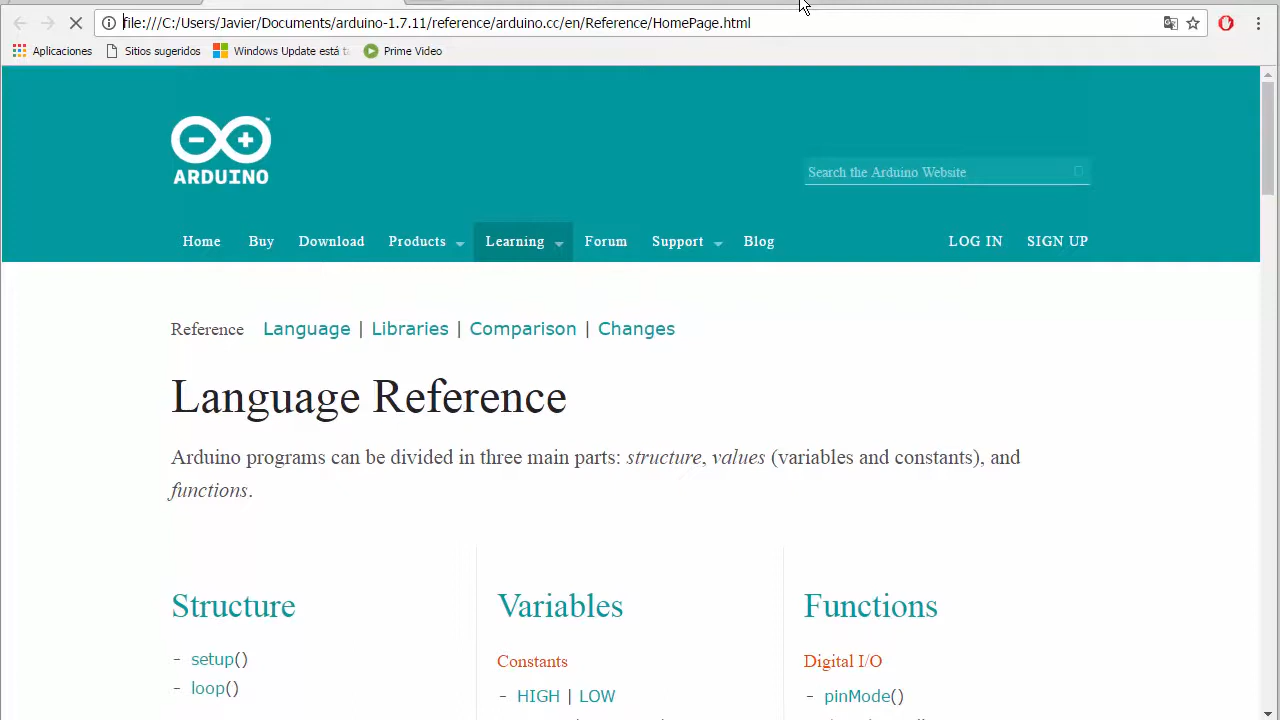 file:///C:/Users/Javier/Documents/arduino-1.7.11/reference/arduino.cc/en/Reference/HomePage.html
Aplicaciones Sitios sugeridos Windows Update está Prime Video
ARDUINO
Search the Arduino Website
Home Buy Download Products Learning Forum Support Blog LOG IN SIGN UP
Reference Language | Libraries | Comparison | Changes
Language Reference
Arduino programs can be divided in three main parts: structure, values (variables and constants), and
functions.
Structure
- setup()
- loop()
Variables
Constants
- HIGH | LOW
Functions
Digital I/O
- pinMode()